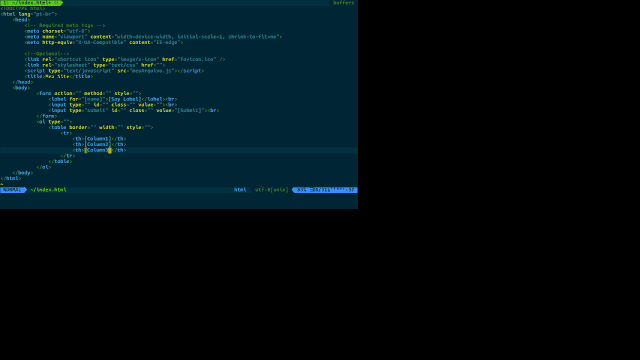 1: ~/index.html+ buffers
<!DOCTYPE html>
<html lang="pt-br">
<head>
<!-- Required meta tags -->
<meta charset="utf-8">
<meta name="viewport" content="width=device-width, initial-scale=1, shrink-to-fit=no">
<meta http-equiv="X-UA-Compatible" content="IE=edge">
<!--Opcional-->
<link rel="shortcut icon" type="image/x-icon" href="favicon.ico" />
<link rel="stylesheet" type="text/css" href="">
<script type="text/javascript" src="meuArquivo.js"></script>
<title>Meu Site</title>
</head>
<body>
<form action="" method="" style="">
<label for="[name]">[Say Label]</label><br>
<input type="" id="" class="" value=""><br>
<input type="submit" id="" class="" value="[Submit]"><br>
</form>
<ol type="">
<table border="" width="" style="">
<tr>
<th>[Column1]</th>
<th>[Column2]</th>
<th>[Column3]</th>
</tr>
</table>
</ol>
</body>
</html>
~
NORMAL ~/index.html html utf-8[unix]